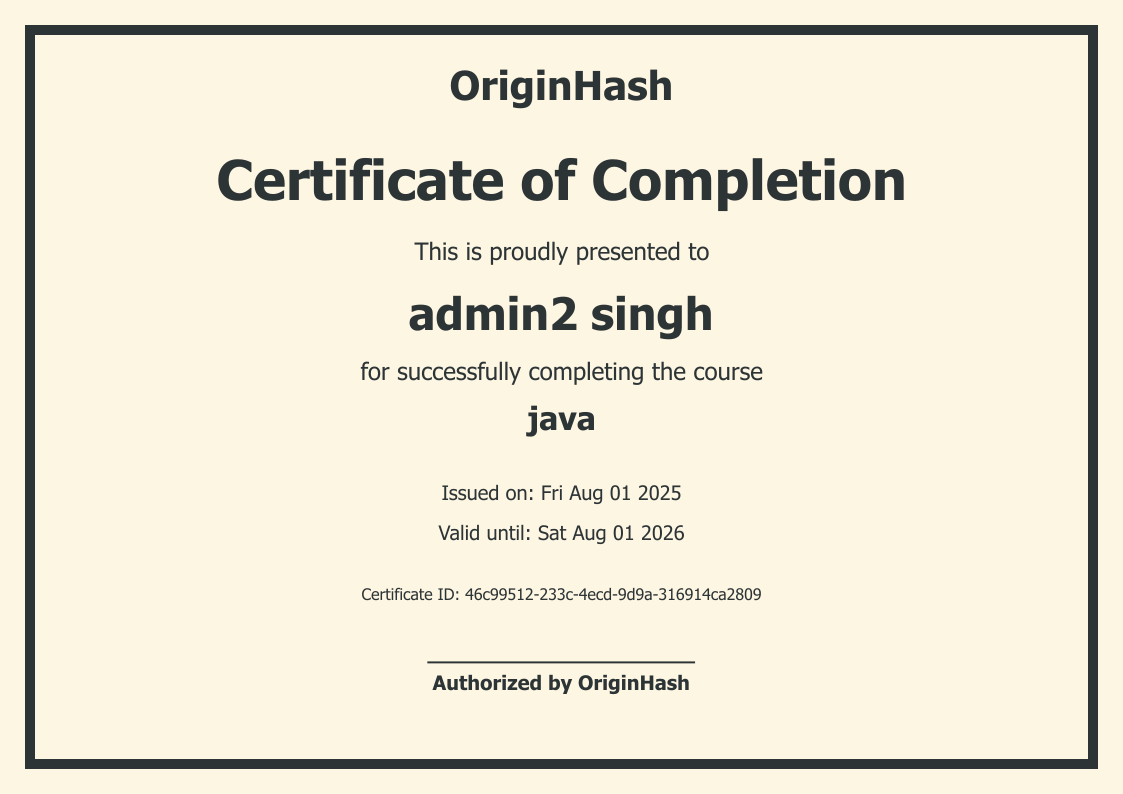 OriginHash
Certificate of Completion
This is proudly presented to
admin2 singh
for successfully completing the course
java
Issued on: Fri Aug 01 2025
Valid until: Sat Aug 01 2026
Certificate ID: 46c99512-233c-4ecd-9d9a-316914ca2809
Authorized by OriginHash